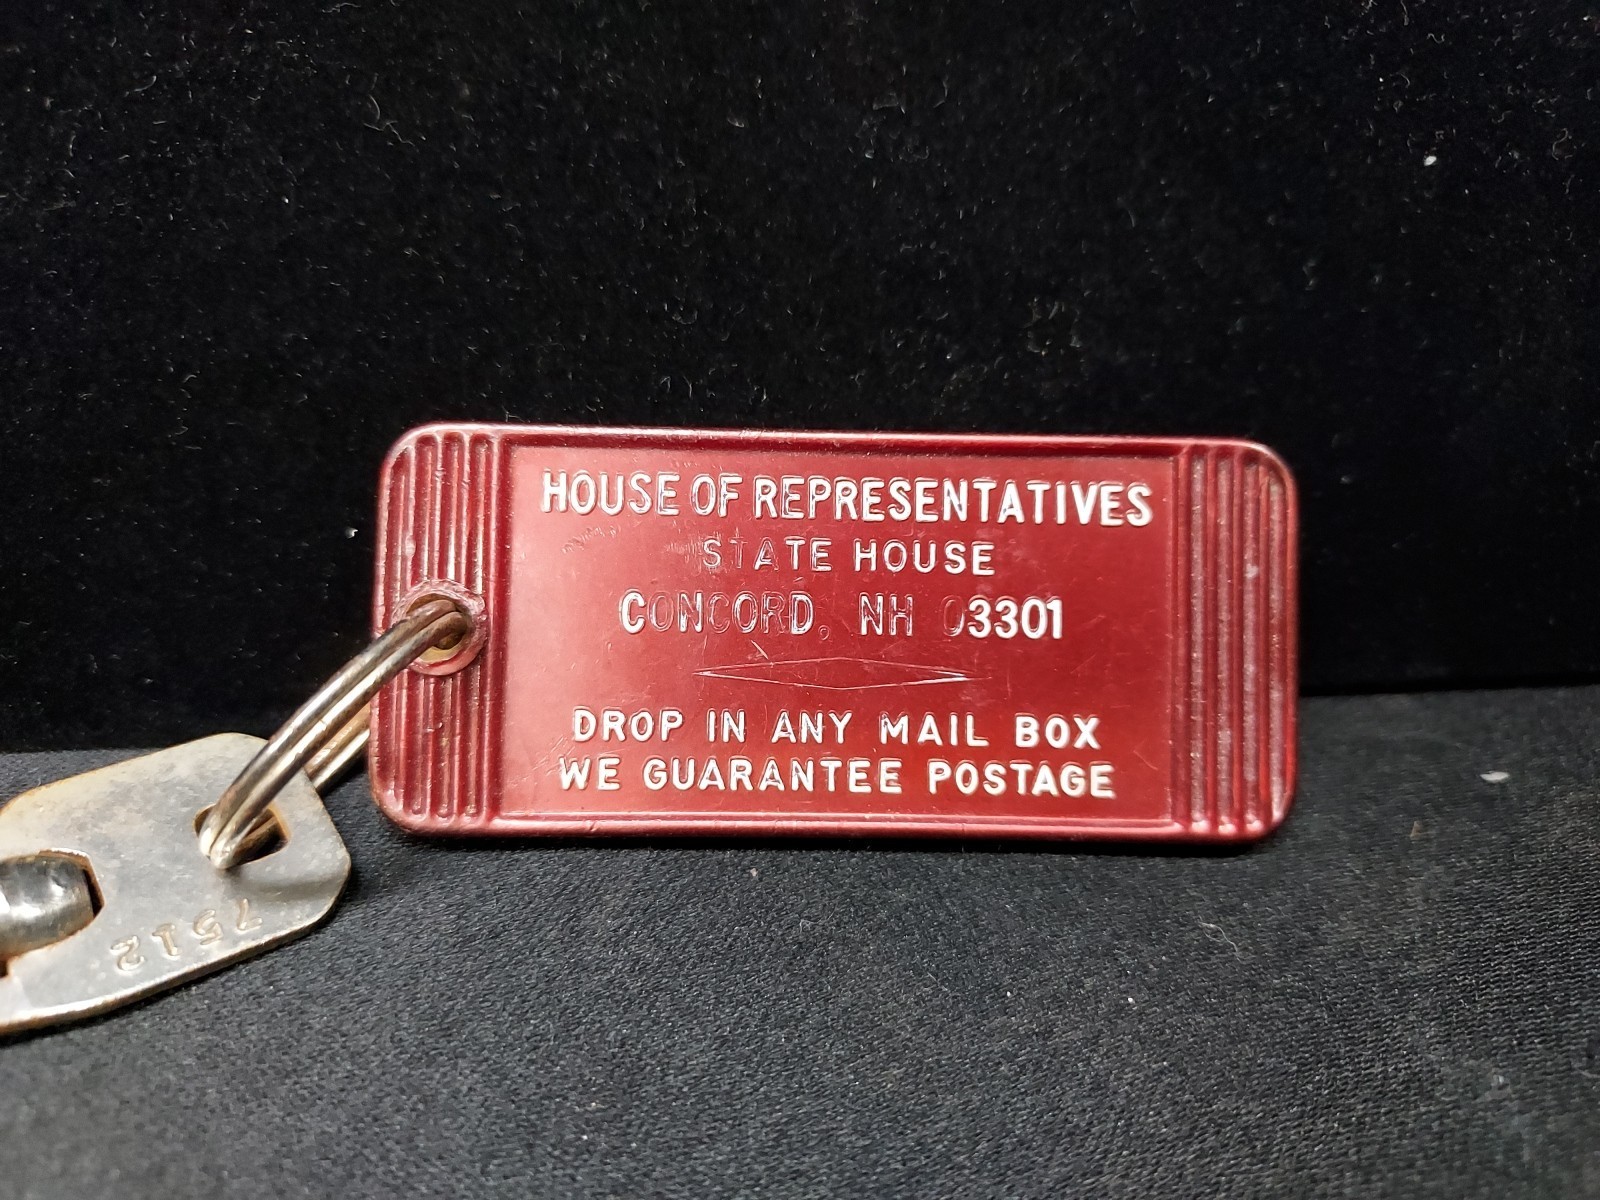 HOUSE OF REPRESENTATIVES
STATE HOUSE
CONCORD, NH 03301
DROP IN ANY MAIL BOX
WE GUARANTEE POSTAGE
7512